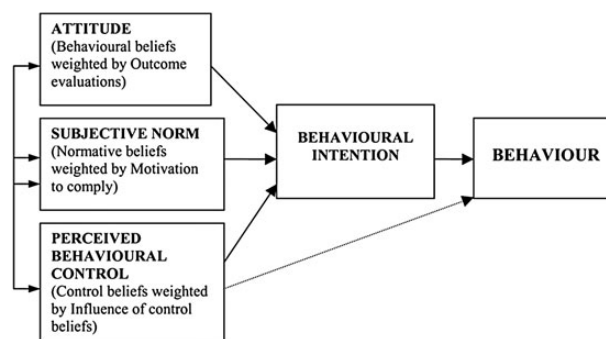 ATTITUDE
(Behavioural beliefs
weighted by Outcome
evaluations)
SUBJECTIVE NORM
(Normative beliefs
weighted by Motivation
to comply)
PERCEIVED
BEHAVIOURAL
CONTROL
(Control beliefs weighted
by Influence of control
beliefs)
BEHAVIOURAL
INTENTION
BEHAVIOUR